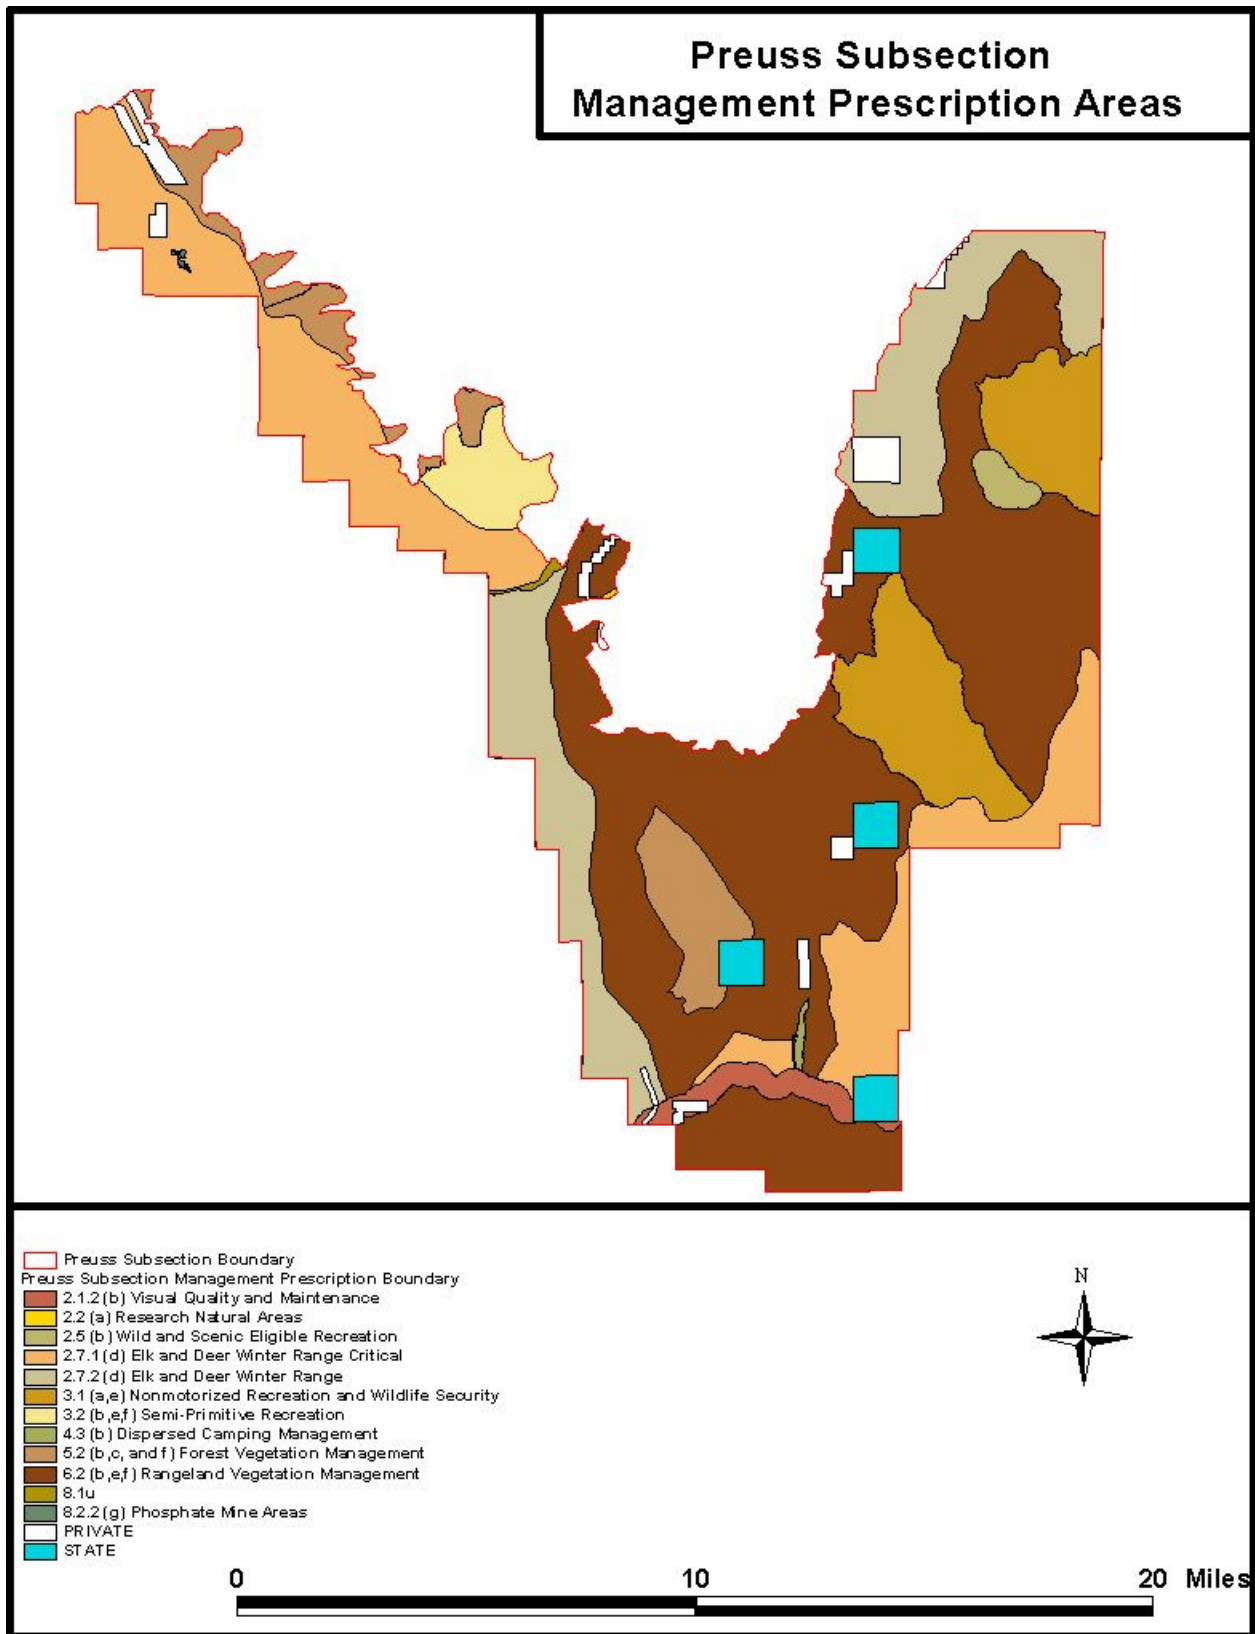 Preuss Subsection
Management Prescription Areas
Preuss Subsection Boundary
Preuss Subsection Management Prescription Boundary
2.1.2 (b) Visual Quality and Maintenance
2.2 (a) Research Natural Areas
2.5 (b) Wild and Scenic Eligible Recreation
2.7.1 (d) Elk and Deer Winter Range Critical
2.7.2 (d) Elk and Deer Winter Range
3.1 (a,e) Nonmotorized Recreation and Wildlife Security
3.2 (b,e,f) Semi-Primitive Recreation
4.3 (b) Dispersed Camping Management
5.2 (b,c, and f) Forest Vegetation Management
6.2 (b,e,f) Rangeland Vegetation Management
8.1u
8.2.2 (g) Phosphate Mine Areas
PRIVATE
STATE
N
0 10 20 Miles